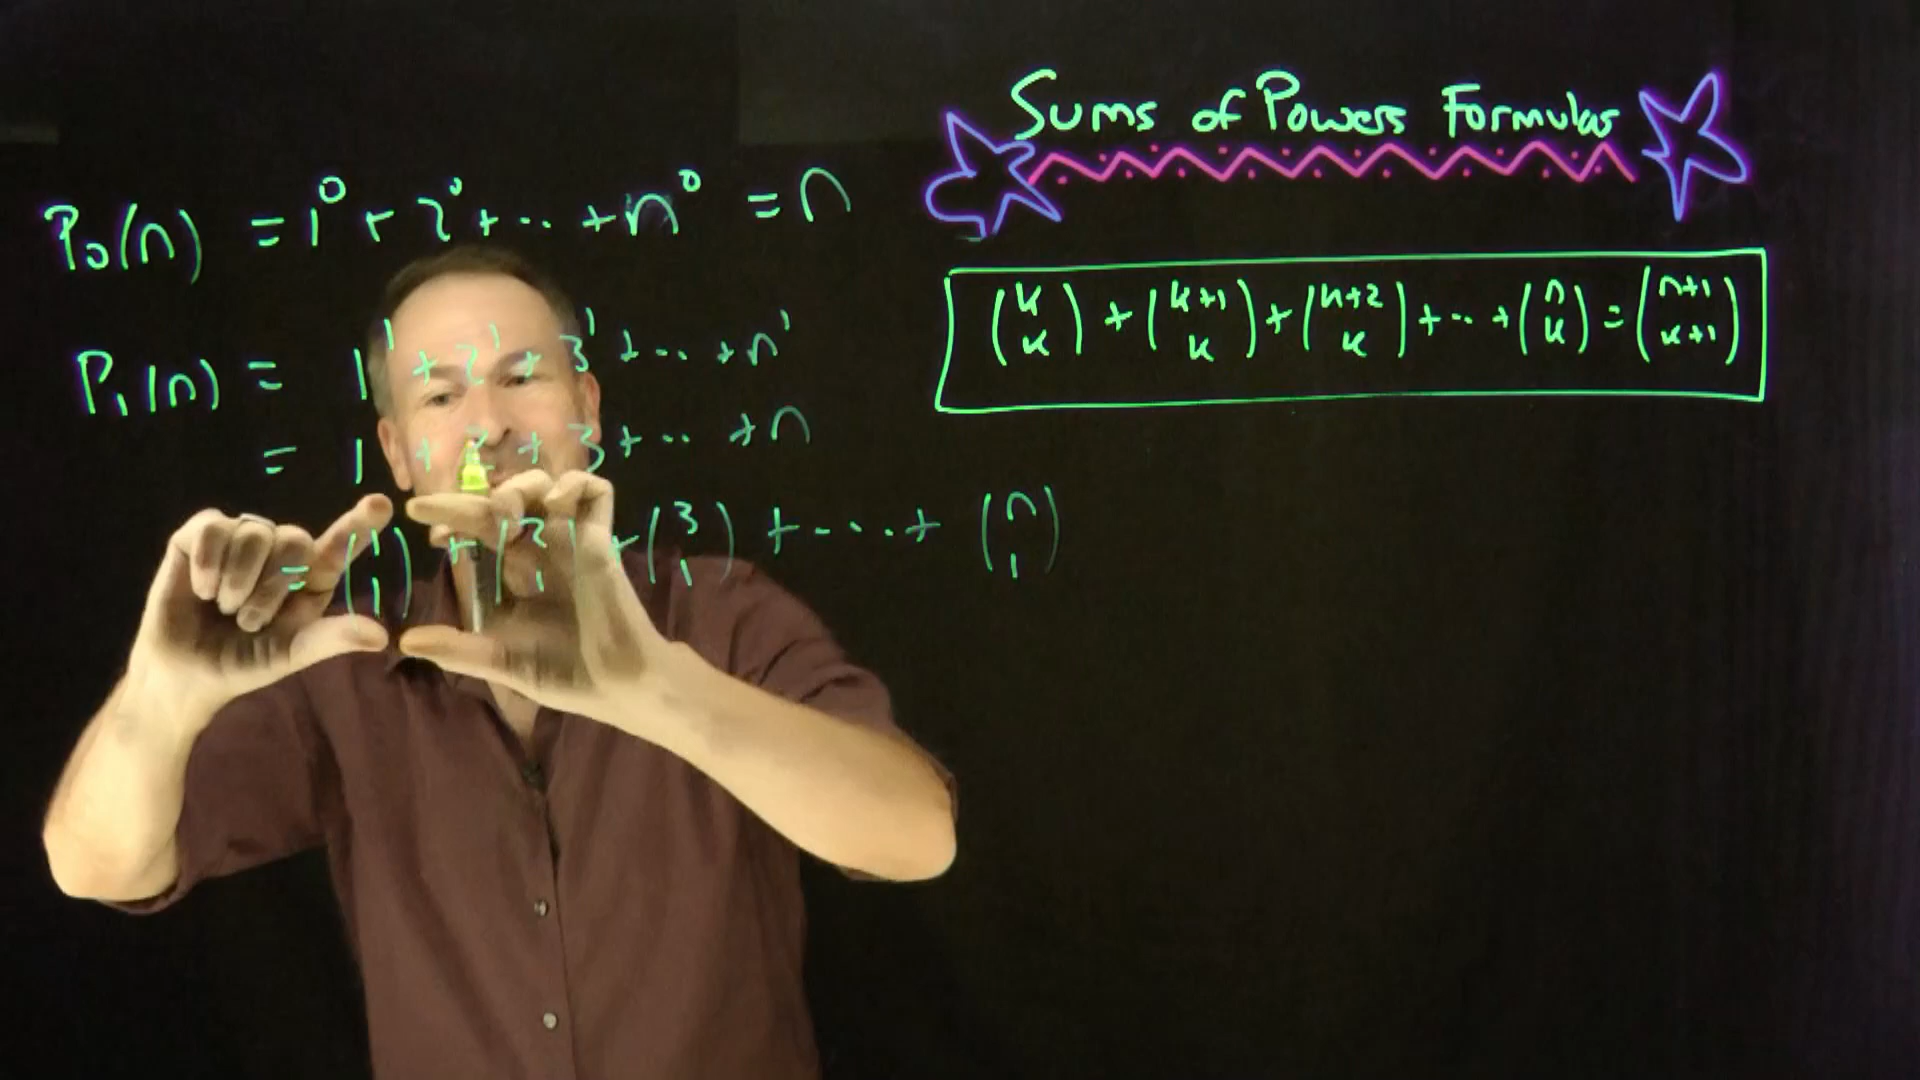 Sums of Powers Formulas
P₀(n) = 1⁰ + 2⁰ + ·· + n⁰ = n
P₁(n) = 1¹ + 2¹ + 3¹ + ·· + n¹
= 1 + 2 + 3 + ·· + n
= (1 1) + (2 1) + (3 1) + ···· + (n 1)
(k k) + (k+1 k) + (k+2 k) + ·· + (n k) = (n+1 k+1)